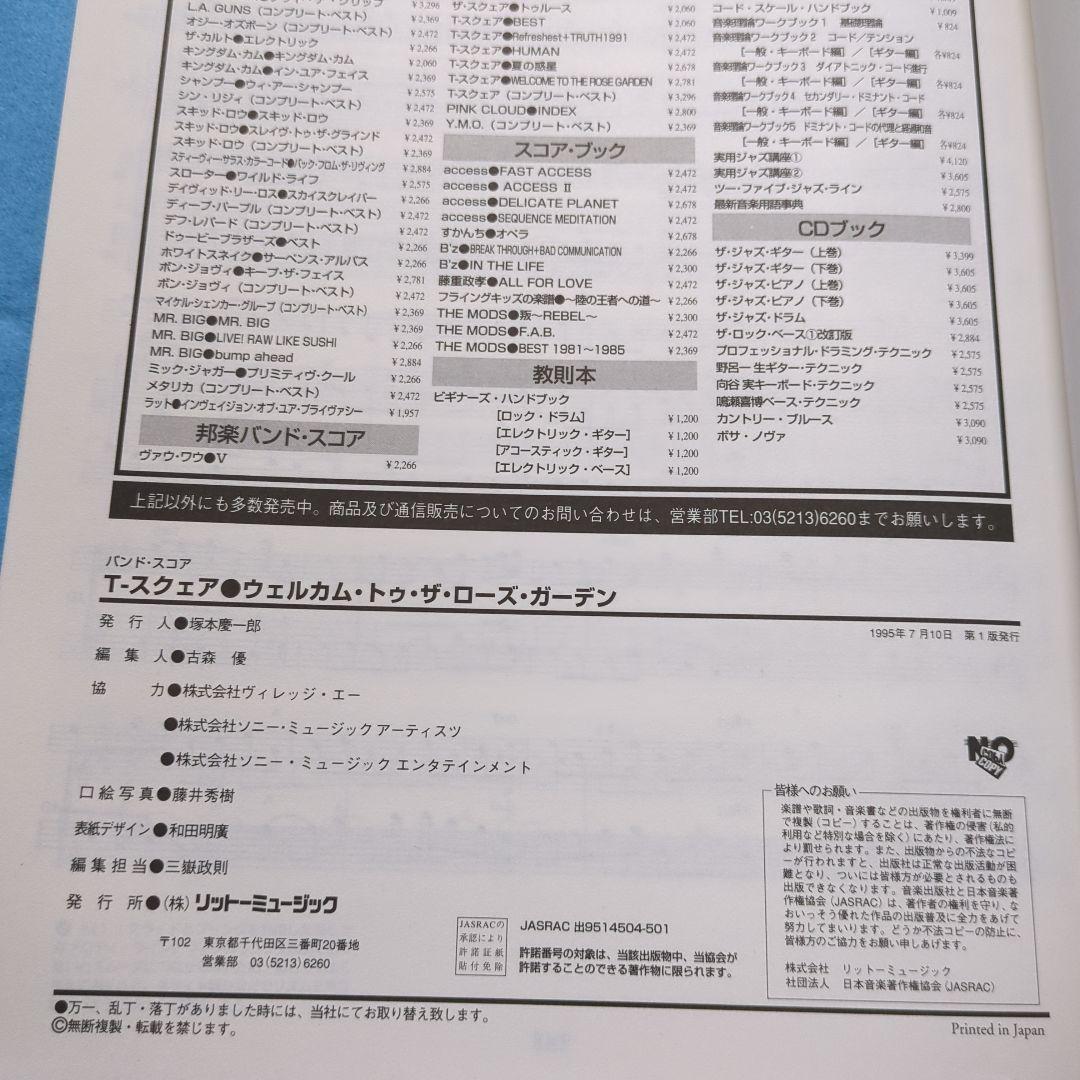 L.A. GUNS（コンプリート・ベスト）
オジー・オズボーン（コンプリート・ベスト） ¥2,472
ザ・カルト●エレクトリック ¥2,266
キングダム・カム●キングダム・カム ¥2,060
キングダム・カム●イン・ユア・フェイス ¥2,369
シャンプー●ウィ・アー・シャンプー ¥2,575
シン・リジィ（コンプリート・ベスト） ¥2,472
スキッド・ロウ●スキッド・ロウ ¥2,369
スキッド・ロウ●スレイヴ・トゥ・ザ・グラインド ¥2,472
スキッド・ロウ（コンプリート・ベスト） ¥2,369
スティーヴィー・サラス・カラーコード●バック・フロム・ザ・リヴィング ¥2,884
スローター●ワイルド・ライフ ¥2,575
デイヴィッド・リー・ロス●スカイスクレイパー ¥2,266
ディープ・パープル（コンプリート・ベスト） ¥2,472
デフ・レパード（コンプリート・ベスト） ¥2,472
ドゥービー・ブラザーズ●ベスト ¥2,266
ホワイトスネイク●サーペンス・アルバス ¥2,266
ボン・ジョヴィ●キープ・ザ・フェイス ¥2,781
ボン・ジョヴィ（コンプリート・ベスト） ¥2,472
マイケル・シェンカー・グループ（コンプリート・ベスト） ¥2,369
MR. BIG●MR. BIG ¥2,369
MR. BIG●LIVE! RAW LIKE SUSHI ¥2,266
MR. BIG●bump ahead ¥2,884
ミック・ジャガー●プリミティヴ・クール ¥2,266
メタリカ（コンプリート・ベスト） ¥2,472
ラット●インヴェイジョン・オブ・ユア・プライヴァシー ¥1,957
邦楽バンド・スコア
ヴァウ・ワウ●V ¥2,266
ザ・スクェア●トゥルース ¥2,060
T-スクェア●BEST ¥2,060
T-スクェア●Refreshest+TRUTH1991 ¥2,472
T-スクェア●HUMAN ¥2,472
T-スクェア●夏の惑星 ¥2,678
T-スクェア●WELCOME TO THE ROSE GARDEN ¥2,781
T-スクェア（コンプリート・ベスト） ¥3,296
PINK CLOUD●INDEX ¥2,800
Y.M.O.（コンプリート・ベスト） ¥2,369
スコア・ブック
access●FAST ACCESS ¥2,472
access● ACCESS II ¥2,472
access●DELICATE PLANET ¥2,678
access●SEQUENCE MEDITATION ¥2,472
すかんち●オペラ ¥2,678
B'z●BREAK THROUGH+BAD COMMUNICATION ¥2,266
B'z●IN THE LIFE ¥2,300
藤重政孝●ALL FOR LOVE ¥2,472
フライングキッズの楽譜●〜陸の王者への道〜 ¥2,266
THE MODS●叛〜REBEL〜 ¥2,300
THE MODS●F.A.B. ¥2,472
THE MODS●BEST 1981〜1985 ¥2,369
教則本
ビギナーズ・ハンドブック
［ロック・ドラム］ ¥1,200
［エレクトリック・ギター］ ¥1,200
［アコースティック・ギター］ ¥1,200
［エレクトリック・ベース］ ¥1,200
コード・スケール・ハンドブック ¥1,009
音楽理論ワークブック1 基礎理論 ¥824
音楽理論ワークブック2 コード／テンション
［一般・キーボード編］／［ギター編］ 各¥824
音楽理論ワークブック3 ダイアトニック・コード進行
［一般・キーボード編］／［ギター編］ 各¥824
音楽理論ワークブック4 セカンダリー・ドミナント・コード
［一般・キーボード編］／［ギター編］ 各¥824
音楽理論ワークブック5 ドミナント・コードの代理と経過和音
［一般・キーボード編］／［ギター編］ 各¥824
実用ジャズ講座① ¥4,120
実用ジャズ講座② ¥3,605
ツー・ファイブ・ジャズ・ライン ¥2,575
最新音楽用語事典 ¥2,800
CDブック
ザ・ジャズ・ギター（上巻） ¥3,399
ザ・ジャズ・ギター（下巻） ¥3,605
ザ・ジャズ・ピアノ（上巻） ¥3,605
ザ・ジャズ・ピアノ（下巻） ¥3,605
ザ・ジャズ・ドラム ¥3,605
ザ・ロック・ベース①改訂版 ¥2,884
プロフェッショナル・ドラミング・テクニック ¥2,575
野呂一生ギター・テクニック ¥2,575
向谷 実キーボード・テクニック ¥2,575
鳴瀬喜博ベース・テクニック ¥2,575
カントリー・ブルース ¥3,090
ボサ・ノヴァ ¥3,090
上記以外にも多数発売中。商品及び通信販売についてのお問い合わせは、営業部TEL:03(5213)6260までお願いします。
バンド・スコア
T-スクェア●ウェルカム・トゥ・ザ・ローズ・ガーデン
1995年7月10日 第1版発行
発行人●塚本慶一郎
編集人●古森 優
協力●株式会社ヴィレッジ・エー
●株式会社ソニー・ミュージック アーティスツ
●株式会社ソニー・ミュージック エンタテインメント
口絵写真●藤井秀樹
表紙デザイン●和田明廣
編集担当●三嶽政則
発行所●（株）リットーミュージック
〒102 東京都千代田区三番町20番地
営業部 03(5213)6260
JASRACの
承認により
許諾証紙
貼付免除
JASRAC 出9514504-501
許諾番号の対象は、当該出版物中、当協会が
許諾することのできる著作物に限られます。
NO COPY
皆様へのお願い
楽譜や歌詞・音楽書などの出版物を権利者に無断
で複製（コピー）することは、著作権の侵害（私的
利用など特別な場合を除く）にあたり、著作権法に
より罰せられます。また、出版物からの不法なコピ
ーが行われますと、出版社は正常な出版活動が困
難となり、ついには皆様方が必要とされるものも
出版できなくなります。音楽出版社と日本音楽著
作権協会（JASRAC）は、著作者の権利を守り、な
おいっそう優れた作品の出版普及に全力をあげて
努力してまいります。どうか不法コピーの防止に、
皆様方のご協力をお願い申しあげます。
株式会社 リットーミュージック
社団法人 日本音楽著作権協会（JASRAC）
●万一、乱丁・落丁がありました時には、当社にてお取り替え致します。
©無断複製・転載を禁じます。
Printed in Japan